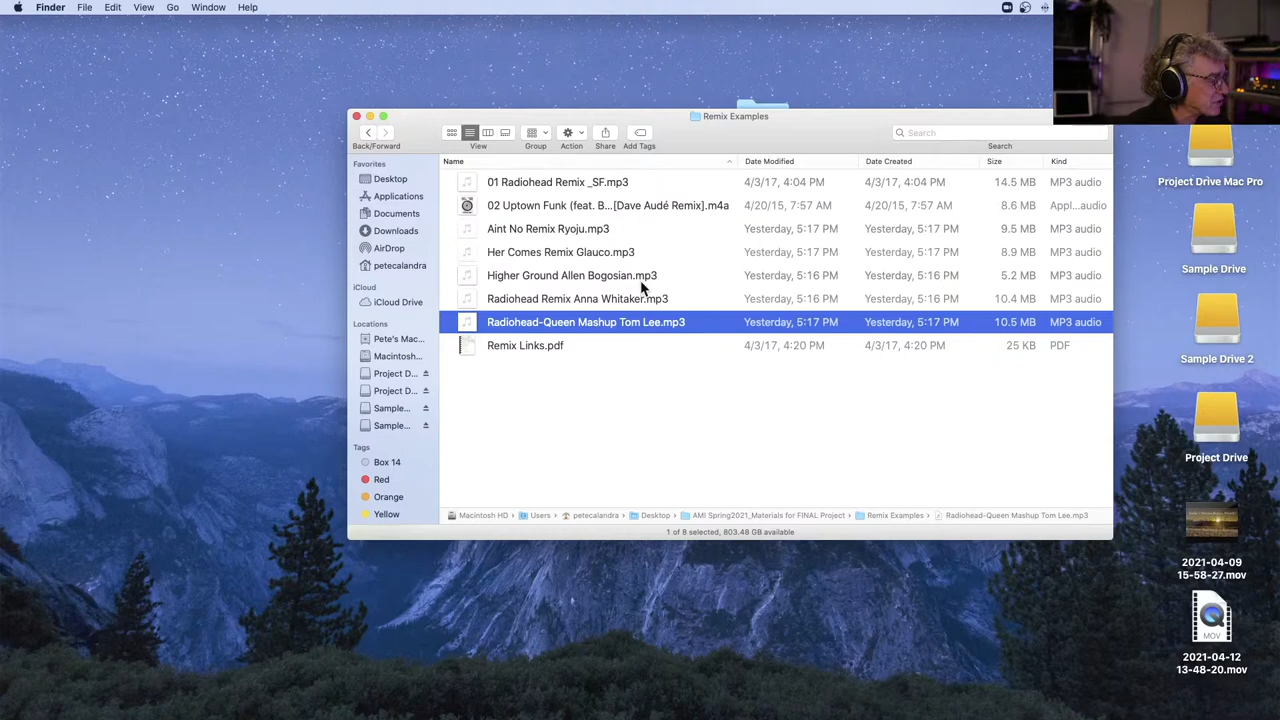 Finder File Edit View Go Window Help
Remix Examples
Search
Back/Forward View Group Action Share Add Tags Search
Favorites
Desktop
Applications
Documents
Downloads
AirDrop
petecalandra
iCloud
iCloud Drive
Locations
Pete's Mac...
Macintosh...
Project D...
Project D...
Sample...
Sample...
Tags
Box 14
Red
Orange
Yellow
Name Date Modified Date Created Size Kind
01 Radiohead Remix _SF.mp3 4/3/17, 4:04 PM 4/3/17, 4:04 PM 14.5 MB MP3 audio
02 Uptown Funk (feat. B...[Dave Audé Remix].m4a 4/20/15, 7:57 AM 4/20/15, 7:57 AM 8.6 MB Appl...audio
Aint No Remix Ryoju.mp3 Yesterday, 5:17 PM Yesterday, 5:17 PM 9.5 MB MP3 audio
Her Comes Remix Glauco.mp3 Yesterday, 5:17 PM Yesterday, 5:17 PM 8.9 MB MP3 audio
Higher Ground Allen Bogosian.mp3 Yesterday, 5:16 PM Yesterday, 5:16 PM 5.2 MB MP3 audio
Radiohead Remix Anna Whitaker.mp3 Yesterday, 5:16 PM Yesterday, 5:16 PM 10.4 MB MP3 audio
Radiohead-Queen Mashup Tom Lee.mp3 Yesterday, 5:17 PM Yesterday, 5:17 PM 10.5 MB MP3 audio
Remix Links.pdf 4/3/17, 4:20 PM 4/3/17, 4:20 PM 25 KB PDF
Macintosh HD Users petecalandra Desktop AMI Spring2021_Materials for FINAL Project Remix Examples Radiohead-Queen Mashup Tom Lee.mp3
1 of 8 selected, 803.48 GB available
Project Drive Mac Pro
Sample Drive
Sample Drive 2
Project Drive
2021-04-09
15-58-27.mov
MOV
2021-04-12
13-48-20.mov